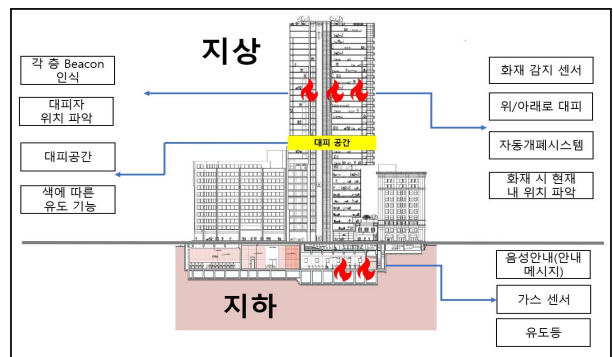 지상
각 층 Beacon
인식
대피자
위치 파악
대피공간
색에 따른
유도 기능
대피 공간
화재 감지 센서
위/아래로 대피
자동개폐시스템
화재 시 현재
내 위치 파악
지하
음성안내(안내
메시지)
가스 센서
유도등